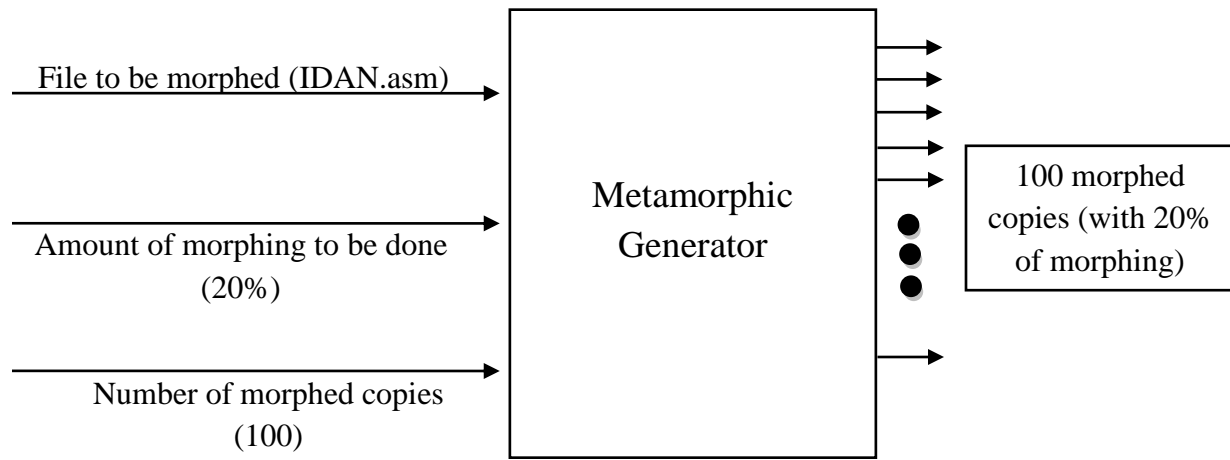 File to be morphed (IDAN.asm)
Amount of morphing to be done
(20%)
Number of morphed copies
(100)
Metamorphic
Generator
100 morphed
copies (with 20%
of morphing)